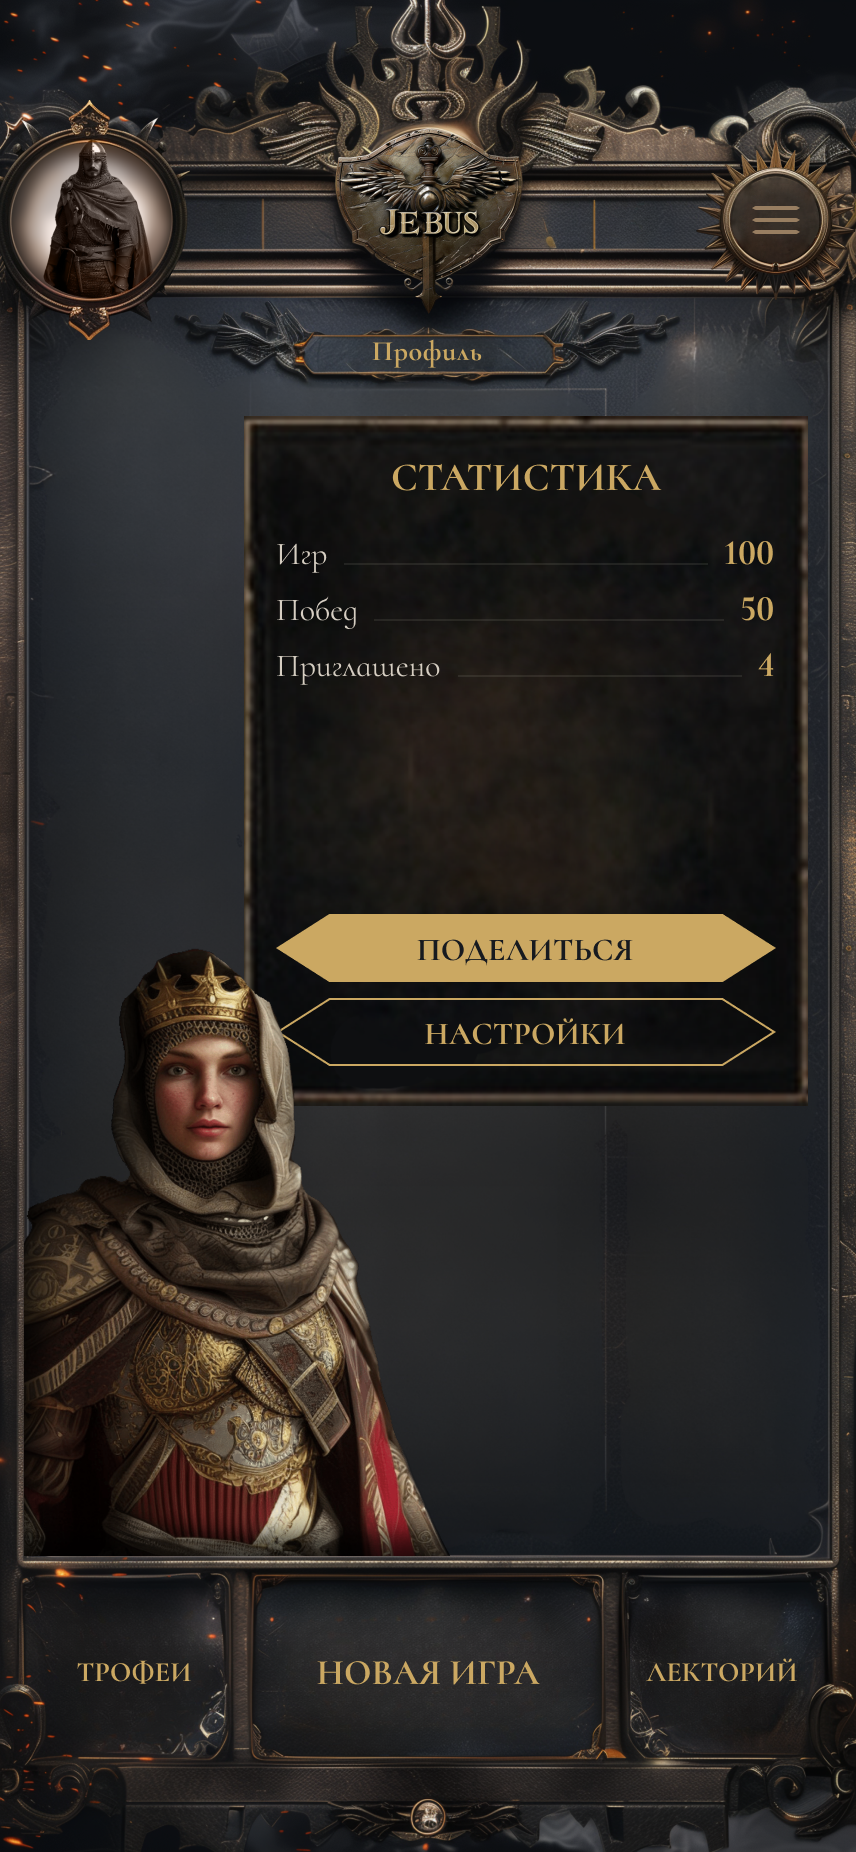 JEBUS
Профиль
СТАТИСТИКА
Игр 100
Побед 50
Приглашено 4
ПОДЕЛИТЬСЯ
НАСТРОЙКИ
ТРОФЕИ
НОВАЯ ИГРА
ЛЕКТОРИЙ